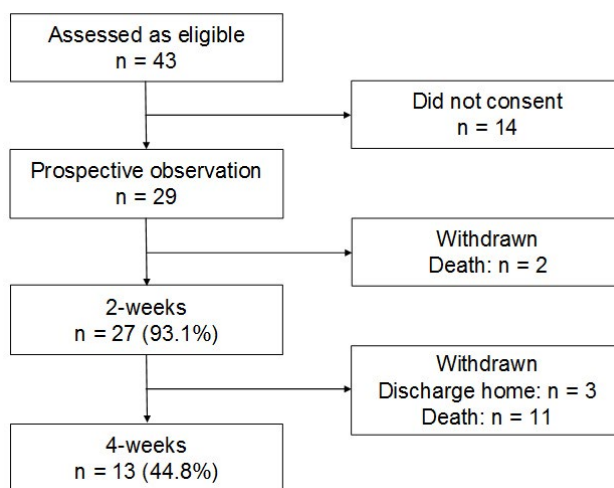 Assessed as eligible
n = 43
Did not consent
n = 14
Prospective observation
n = 29
Withdrawn
Death: n = 2
2-weeks
n = 27 (93.1%)
Withdrawn
Discharge home: n = 3
Death: n = 11
4-weeks
n = 13 (44.8%)